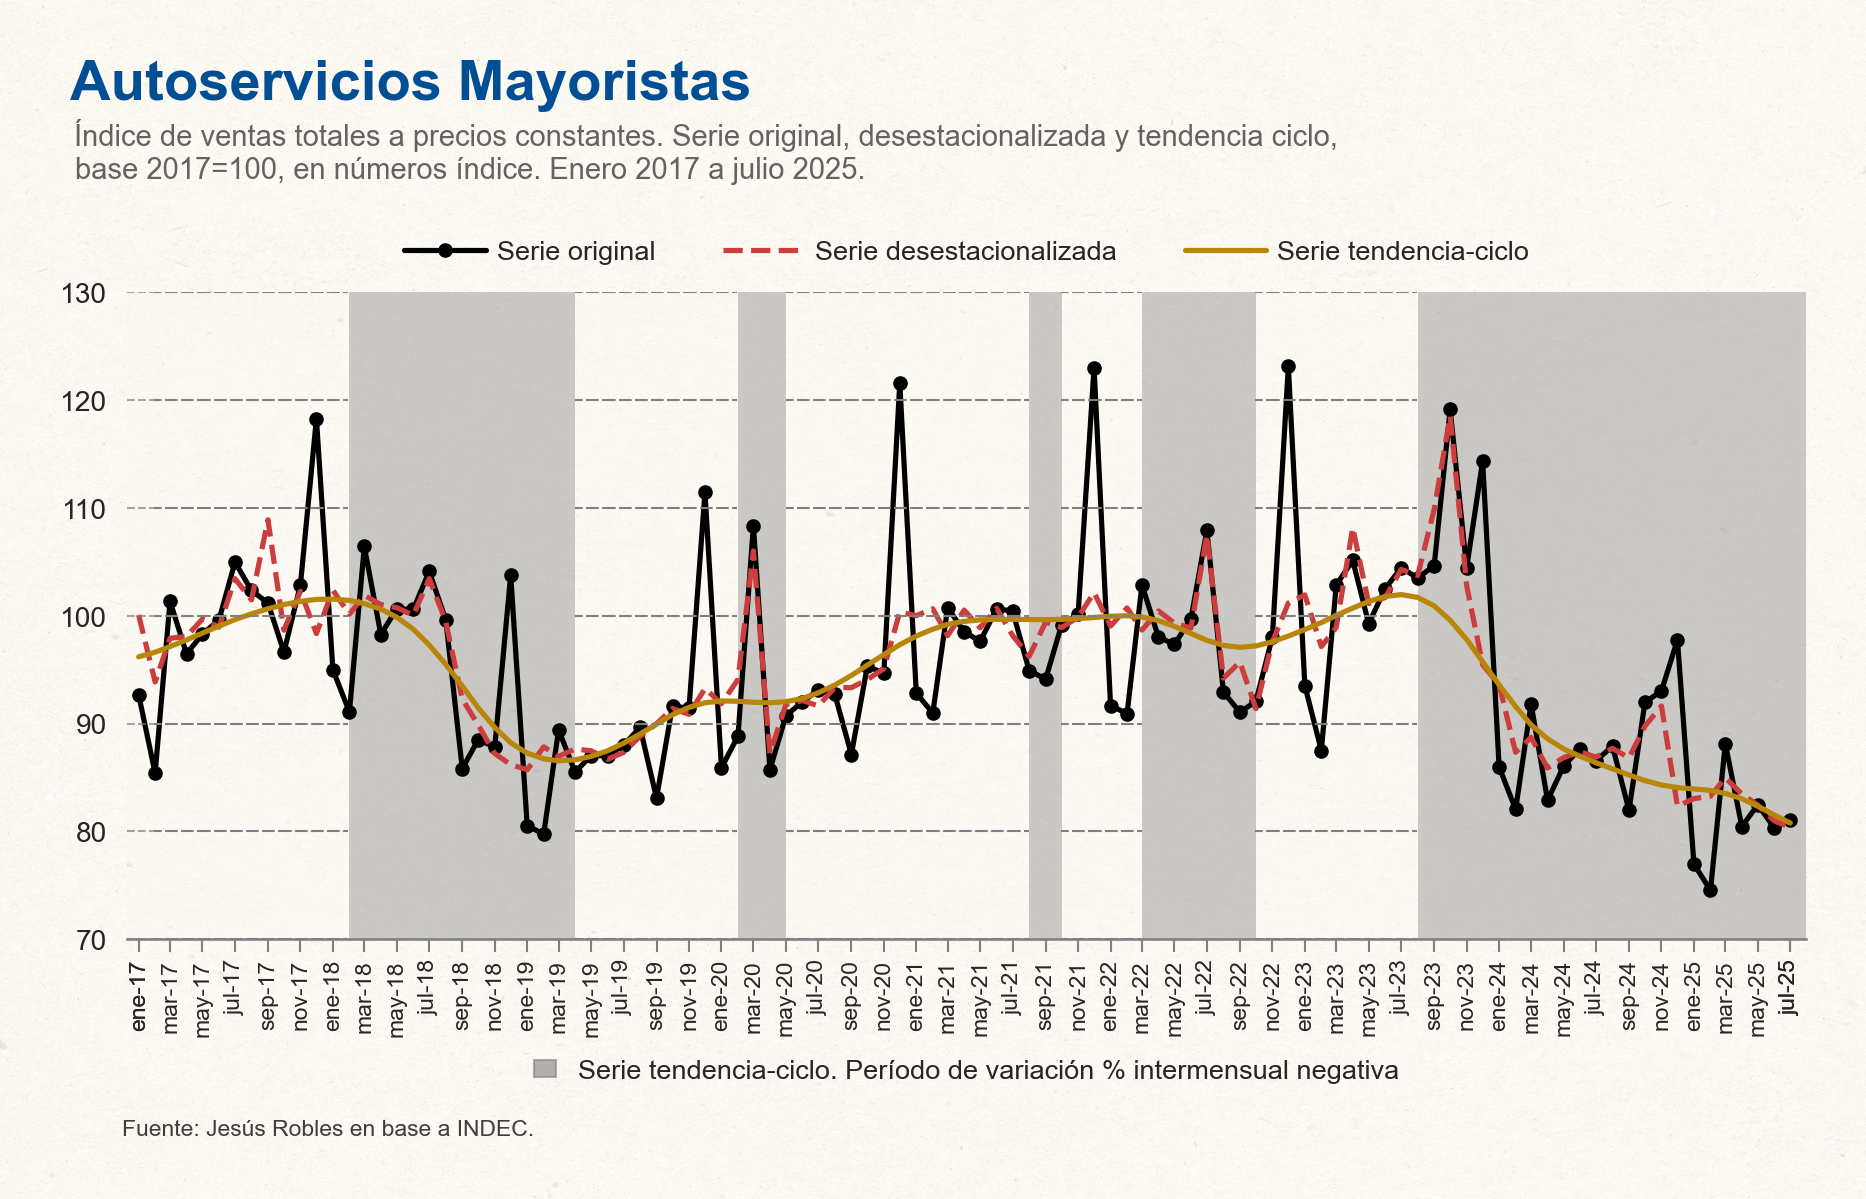 Autoservicios Mayoristas
Índice de ventas totales a precios constantes. Serie original, desestacionalizada y tendencia ciclo,
base 2017=100, en números índice. Enero 2017 a julio 2025.
Serie original
Serie desestacionalizada
Serie tendencia-ciclo
130
120
110
100
90
80
70
ene-17
mar-17
may-17
jul-17
sep-17
nov-17
ene-18
mar-18
may-18
jul-18
sep-18
nov-18
ene-19
mar-19
may-19
jul-19
sep-19
nov-19
ene-20
mar-20
may-20
jul-20
sep-20
nov-20
ene-21
mar-21
may-21
jul-21
sep-21
nov-21
ene-22
mar-22
may-22
jul-22
sep-22
nov-22
ene-23
mar-23
may-23
jul-23
sep-23
nov-23
ene-24
mar-24
may-24
jul-24
sep-24
nov-24
ene-25
mar-25
may-25
jul-25
Serie tendencia-ciclo. Período de variación % intermensual negativa
Fuente: Jesús Robles en base a INDEC.